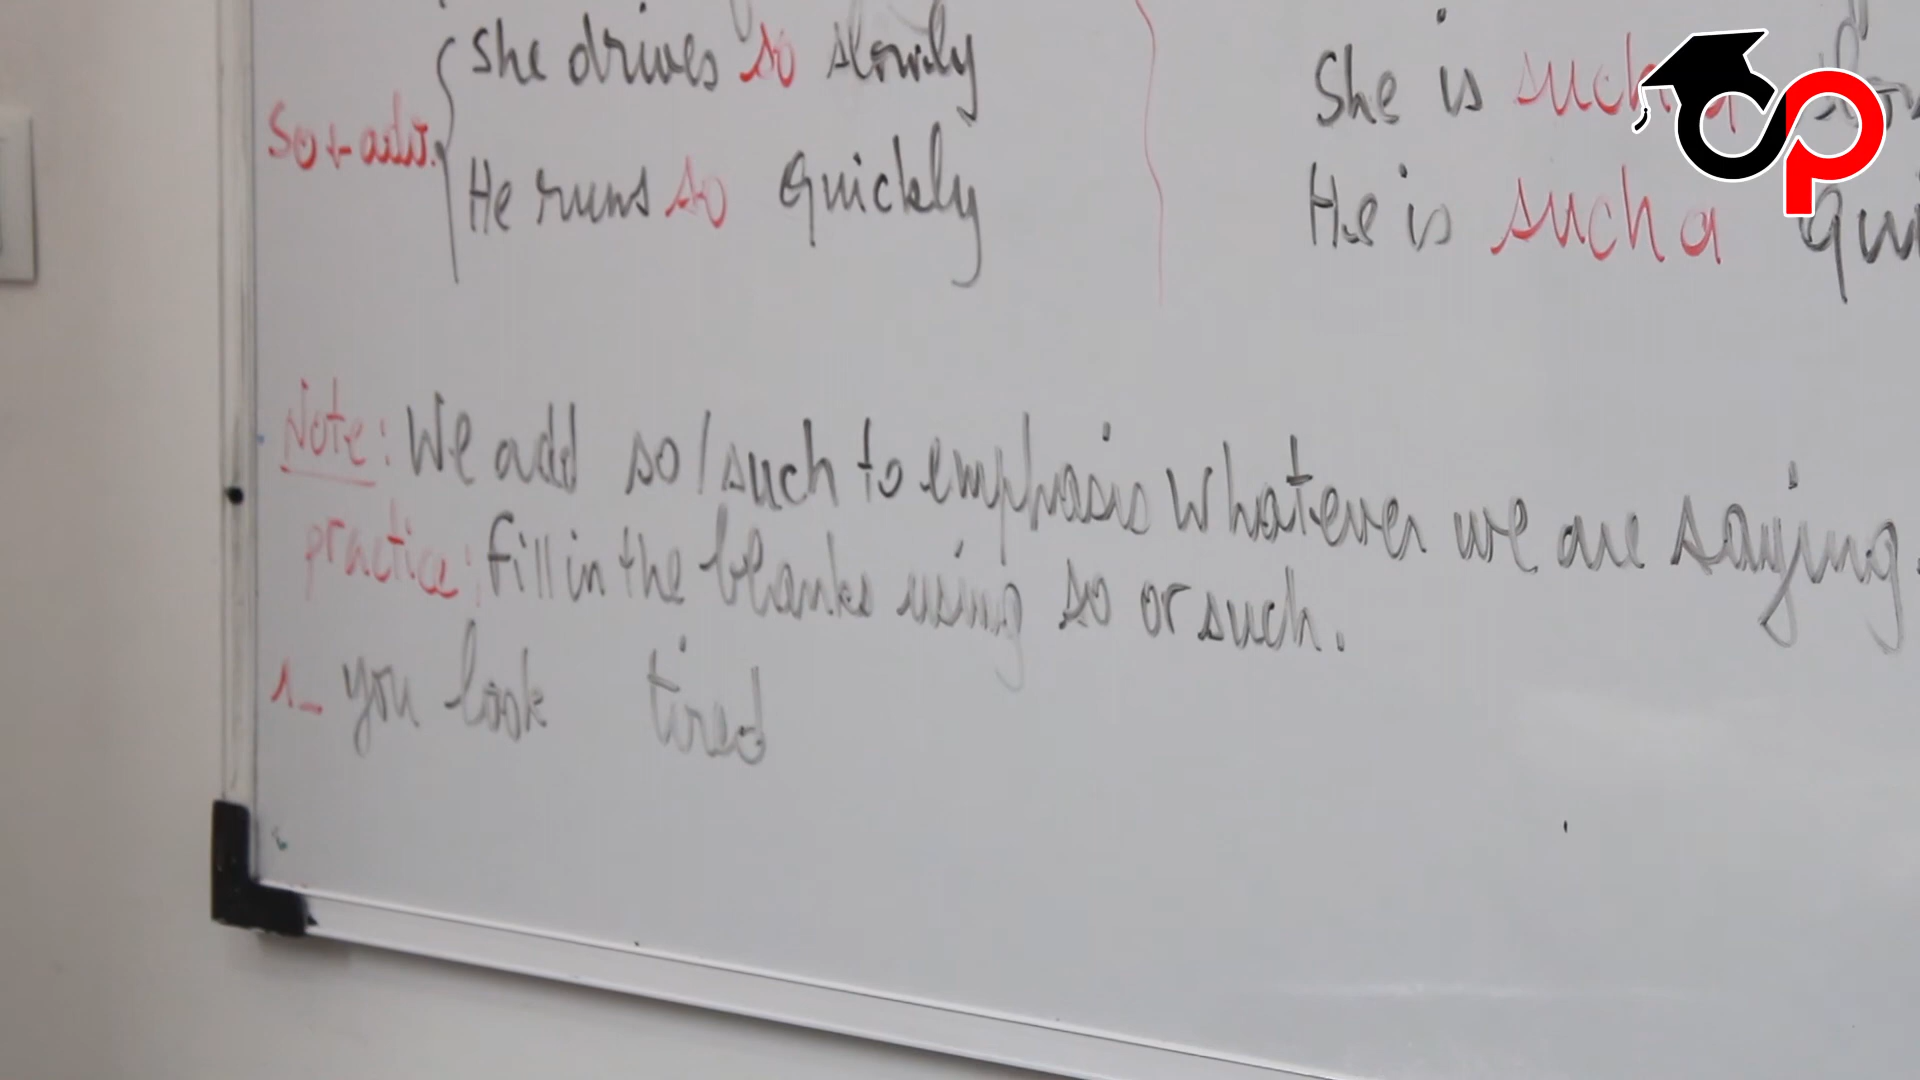 She drives so slowly
So + adv.
He runs so quickly
She is such a
He is such a
Note: We add so/such to emphasis whatever we are saying.
practice: fill in the blanks using so or such.
1_ you look tired